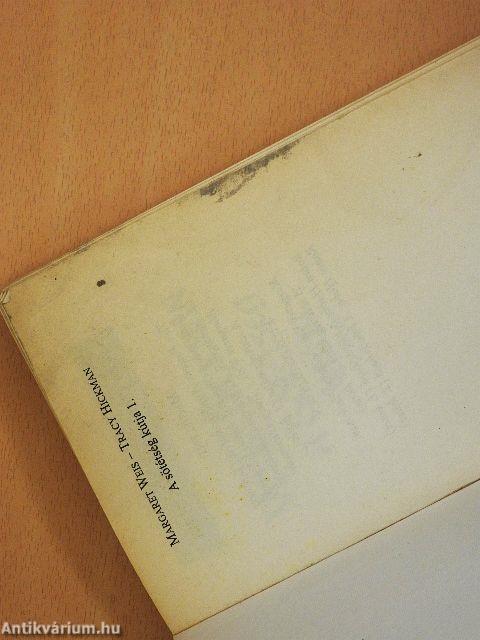 MARGARET WEIS – TRACY HICKMAN
A sötétség kútja 1.
Antikvárium.hu